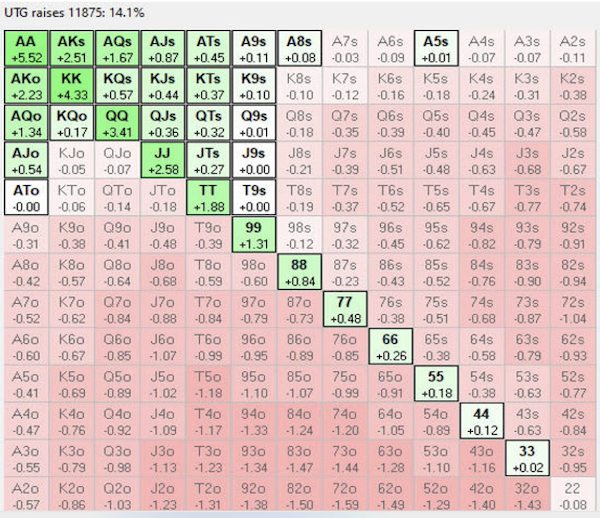 UTG raises 11875: 14.1%
AA AKs AQs AJs ATs A9s A8s A7s A6s A5s A4s A3s A2s
+5.52 +2.51 +1.67 +0.87 +0.45 +0.11 +0.08 -0.03 -0.09 +0.01 -0.07 -0.07 -0.11
AKo KK KQs KJs KTs K9s K8s K7s K6s K5s K4s K3s K2s
+2.23 +4.33 +0.57 +0.44 +0.37 +0.10 -0.10 -0.12 -0.16 -0.18 -0.24 -0.31 -0.38
AQo KQo QQ QJs QTs Q9s Q8s Q7s Q6s Q5s Q4s Q3s Q2s
+1.34 +0.17 +3.41 +0.36 +0.32 +0.01 -0.18 -0.35 -0.39 -0.40 -0.45 -0.47 -0.58
AJo KJo QJo JJ JTs J9s J8s J7s J6s J5s J4s J3s J2s
+0.54 -0.05 -0.07 +2.58 +0.27 +0.00 -0.21 -0.39 -0.51 -0.48 -0.63 -0.68 -0.67
ATo KTo QTo JTo TT T9s T8s T7s T6s T5s T4s T3s T2s
-0.00 -0.06 -0.14 -0.18 +1.88 +0.00 -0.19 -0.37 -0.52 -0.65 -0.67 -0.77 -0.74
A9o K9o Q9o J9o T9o 99 98s 97s 96s 95s 94s 93s 92s
-0.31 -0.38 -0.41 -0.48 -0.39 +1.31 -0.12 -0.32 -0.45 -0.62 -0.82 -0.79 -0.91
A8o K8o Q8o J8o T8o 98o 88 87s 86s 85s 84s 83s 82s
-0.42 -0.57 -0.64 -0.68 -0.59 -0.60 +0.84 -0.23 -0.43 -0.52 -0.76 -0.90 -0.94
A7o K7o Q7o J7o T7o 97o 87o 77 76s 75s 74s 73s 72s
-0.52 -0.62 -0.84 -0.88 -0.84 -0.79 -0.73 +0.48 -0.38 -0.51 -0.68 -0.87 -1.04
A6o K6o Q6o J6o T6o 96o 86o 76o 66 65s 64s 63s 62s
-0.60 -0.67 -0.85 -1.07 -0.99 -0.95 -0.89 -0.85 +0.26 -0.38 -0.58 -0.79 -0.93
A5o K5o Q5o J5o T5o 95o 85o 75o 65o 55 54s 53s 52s
-0.41 -0.69 -0.89 -1.02 -1.18 -1.10 -1.07 -0.99 -0.91 +0.18 -0.38 -0.63 -0.77
A4o K4o Q4o J4o T4o 94o 84o 74o 64o 54o 44 43s 42s
-0.47 -0.76 -0.92 -1.09 -1.17 -1.33 -1.24 -1.20 -1.05 -0.89 +0.12 -0.63 -0.84
A3o K3o Q3o J3o T3o 93o 83o 73o 63o 53o 43o 33 32s
-0.55 -0.79 -0.98 -1.13 -1.23 -1.34 -1.47 -1.44 -1.28 -1.10 -1.16 +0.02 -0.95
A2o K2o Q2o J2o T2o 92o 82o 72o 62o 52o 42o 32o 22
-0.57 -0.86 -1.03 -1.23 -1.31 -1.38 -1.50 -1.59 -1.49 -1.29 -1.40 -1.43 -0.08